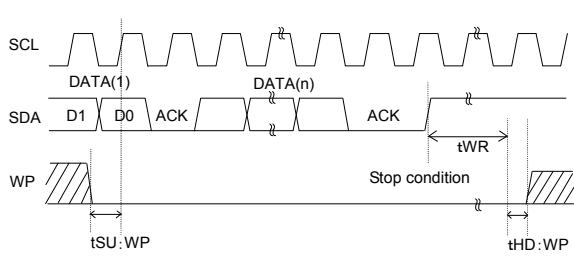 SCL
DATA(1) DATA(n)
SDA D1 D0 ACK ACK
tWR
WP Stop condition
tSU:WP tHD:WP